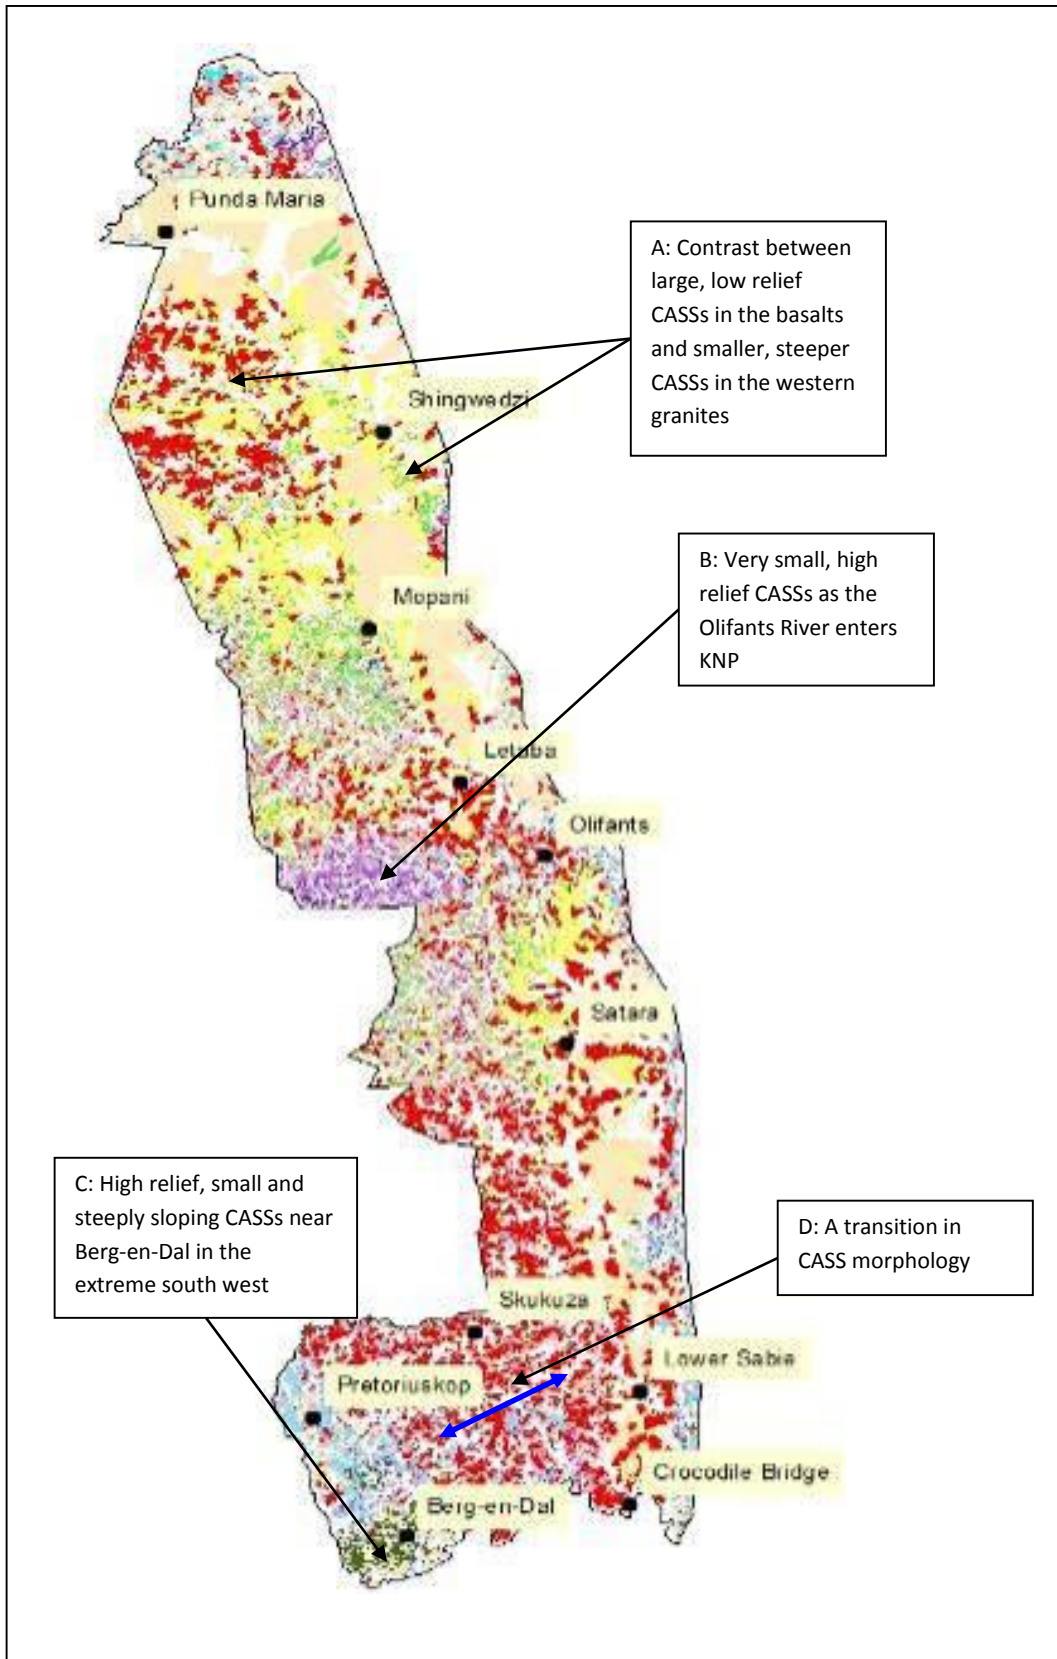 Punda Maria
A: Contrast between
large, low relief
CASSs in the basalts
and smaller, steeper
CASSs in the western
granites
Shingwedzi
B: Very small, high
relief CASSs as the
Olifants River enters
KNP
Mopani
Letaba
Olifants
Satara
C: High relief, small and
steeply sloping CASSs near
Berg-en-Dal in the
extreme south west
D: A transition in
CASS morphology
Skukuza
Lower Sabie
Pretoriuskop
Crocodile Bridge
Berg-en-Dal